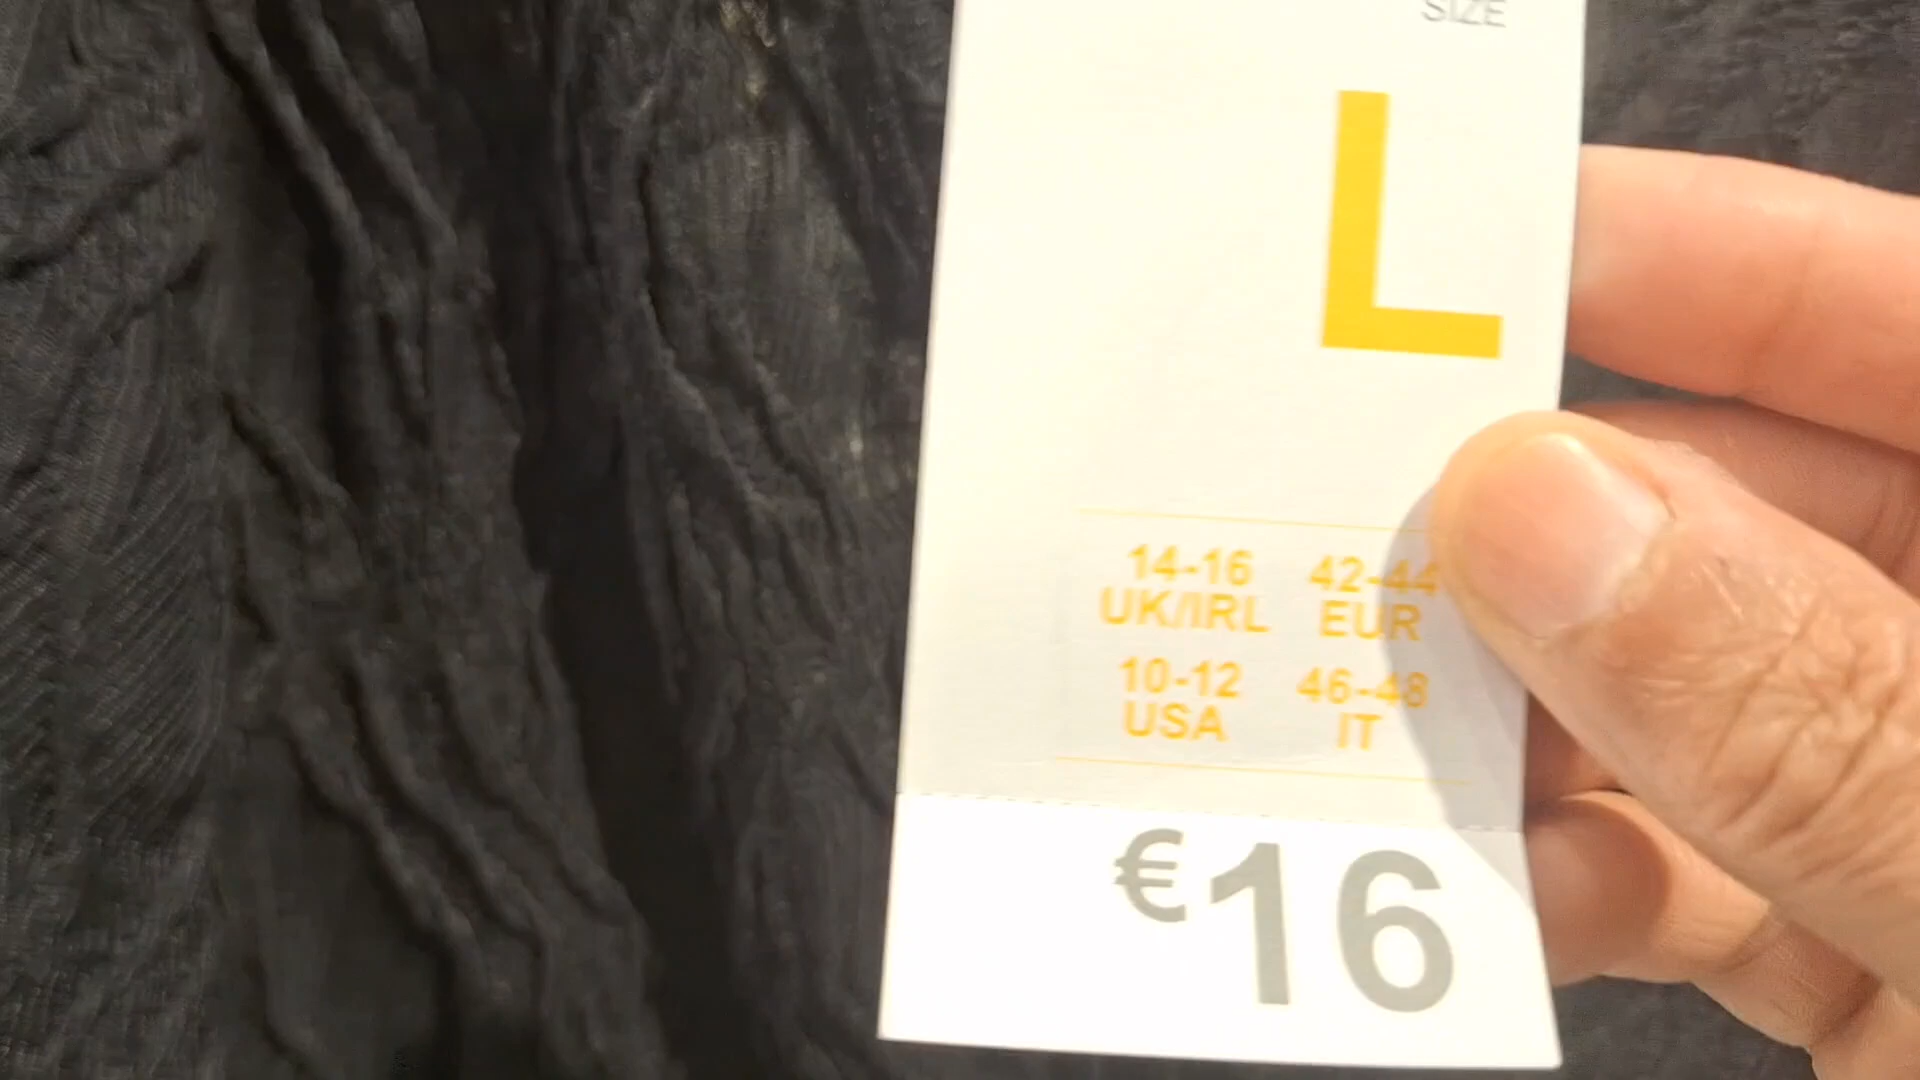 SIZE
L
14-16 42-44
UK/IRL EUR
10-12 46-48
USA IT
€16